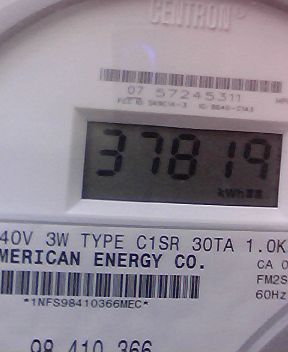 CENTRON®
07 57245311
37819
kWh
40V 3W TYPE C1SR 30TA 1.0K
MERICAN ENERGY CO.
CA 0
FM2S
60Hz
*1NFS98410366MEC*
98 410 366